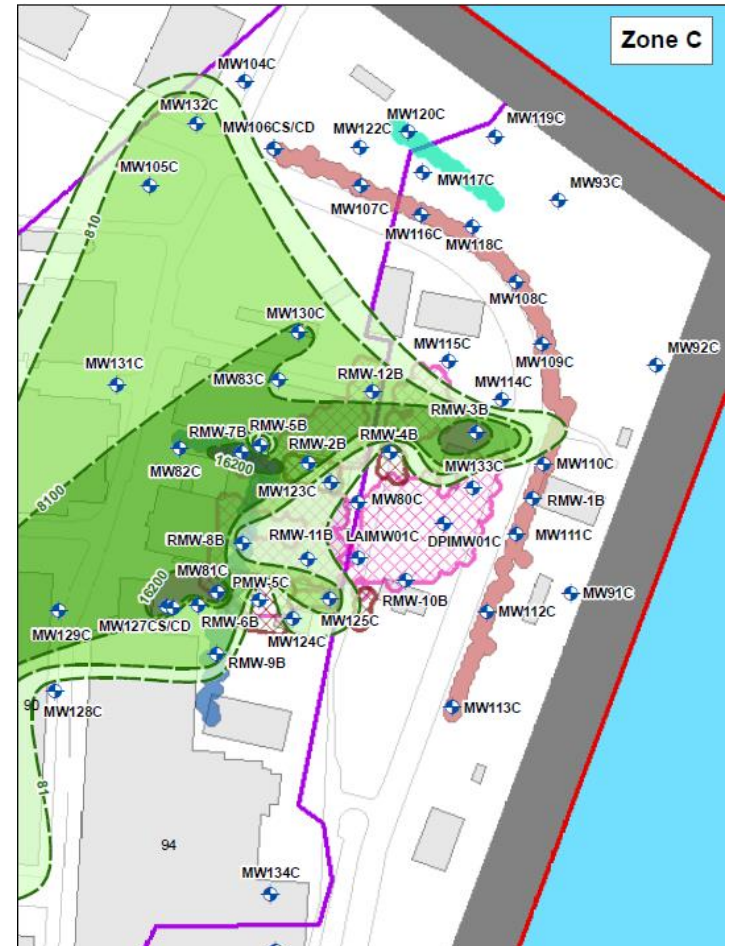 Zone C
MW104C
MW132C
MW120C
MW119C
MW106CS/CD
MW122C
MW105C
MW117C
MW93C
MW107C
MW116C
MW118C
810
MW108C
MW130C
MW109C
MW115C
MW92C
MW131C
MW83C
RMW-12B
MW114C
RMW-3B
RMW-5B
RMW-7B
RMW-2B
RMW-4B
MW82C
16200
MW133C
MW110C
MW123C
MW80C
RMW-1B
8100
DPIMW01C
MW111C
RMW-8B
RMW-11B
LAIMW01C
MW81C
PMW-5C
RMW-10B
MW91C
16200
MW129C
MW127CS/CD
RMW-6B
MW125C
MW112C
MW124C
RMW-9B
90
MW128C
MW113C
81
94
MW134C